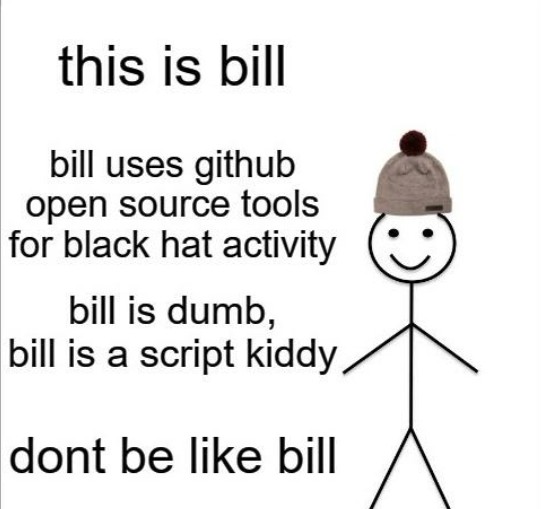 this is bill
bill uses github
open source tools
for black hat activity
bill is dumb,
bill is a script kiddy
dont be like bill